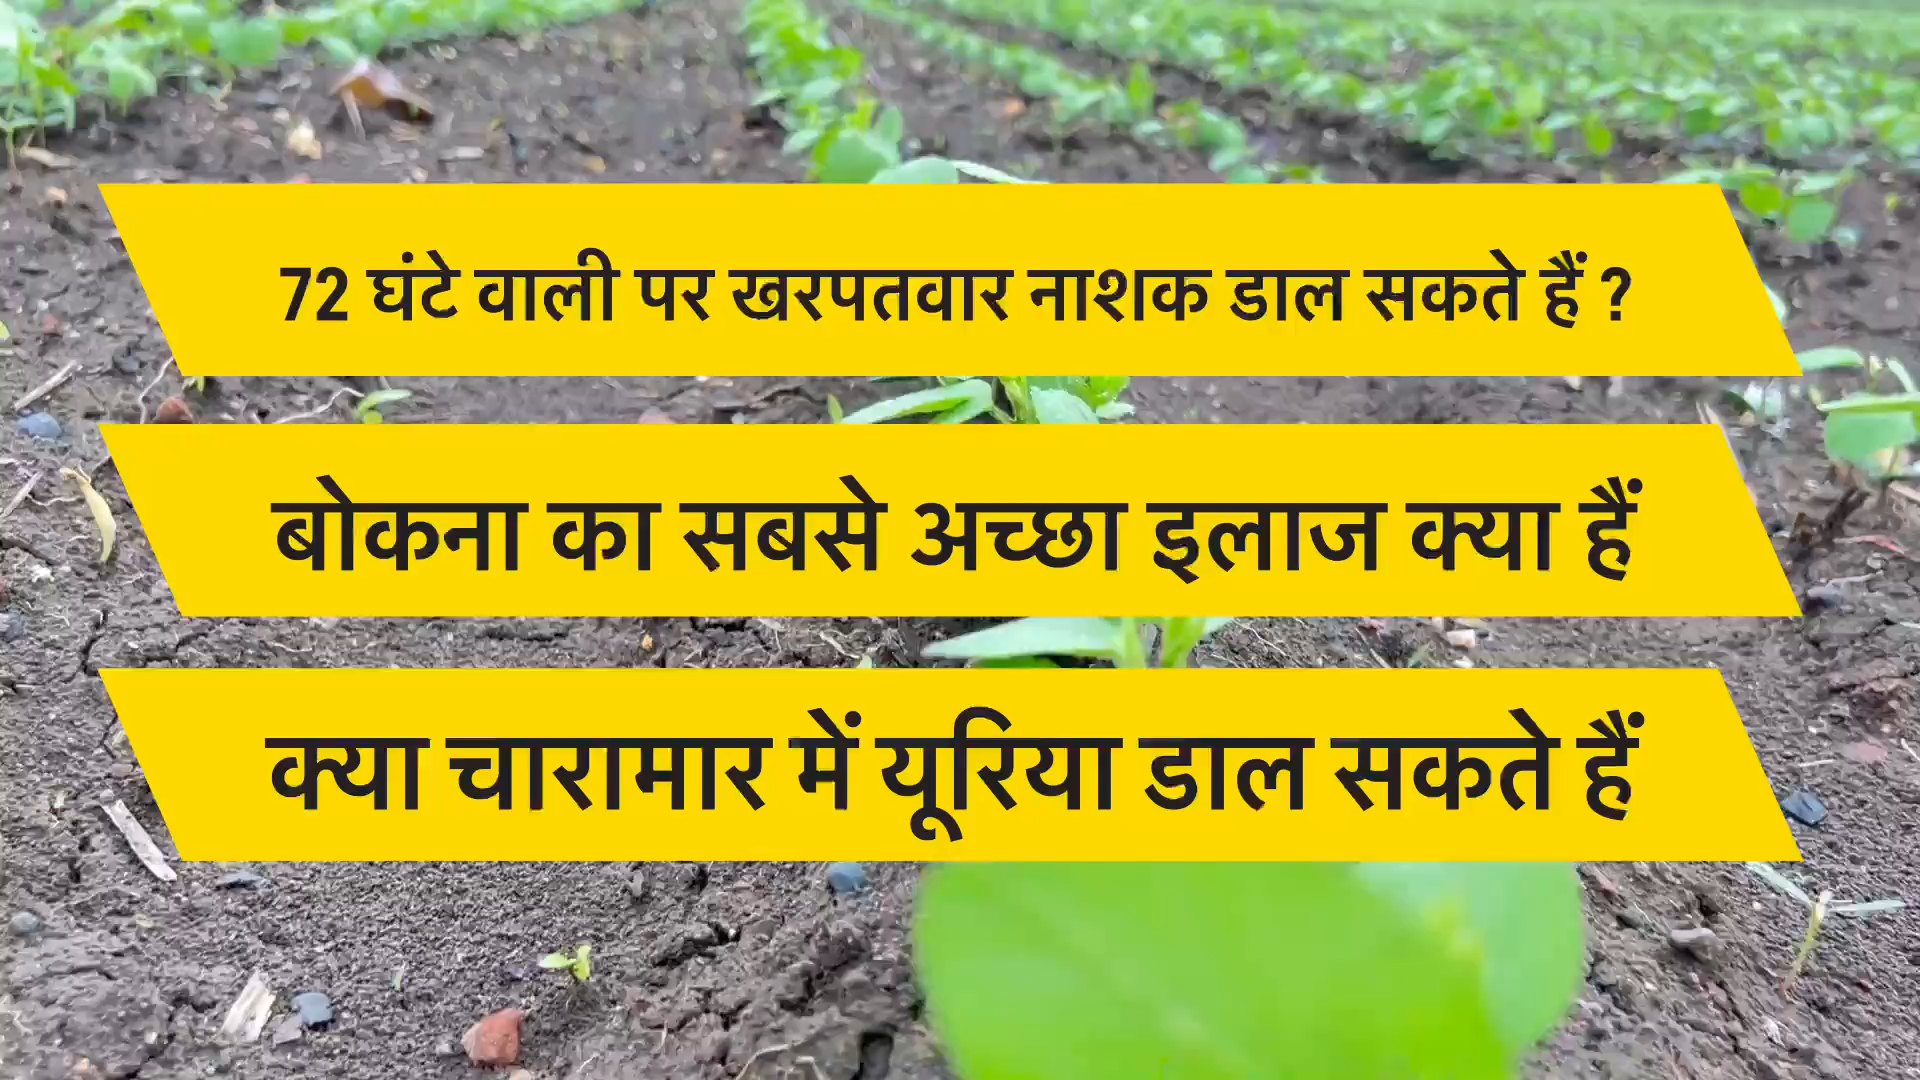 72 घंटे वाली पर खरपतवार नाशक डाल सकते हैं ?
बोकना का सबसे अच्छा इलाज क्या हैं
क्या चारामार में यूरिया डाल सकते हैं